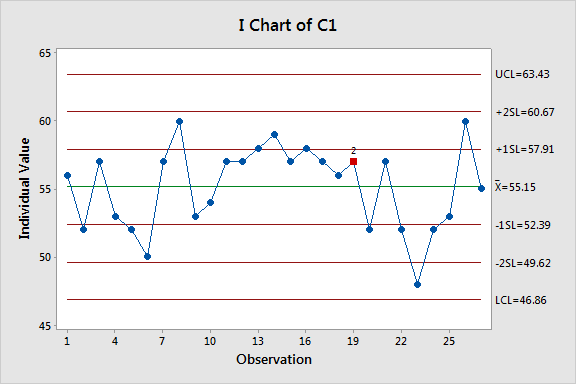 I Chart of C1
65
60
55
50
45
Individual Value
1
4
7
10
13
16
19
22
25
Observation
2
UCL=63.43
+2SL=60.67
+1SL=57.91
X̅=55.15
-1SL=52.39
-2SL=49.62
LCL=46.86